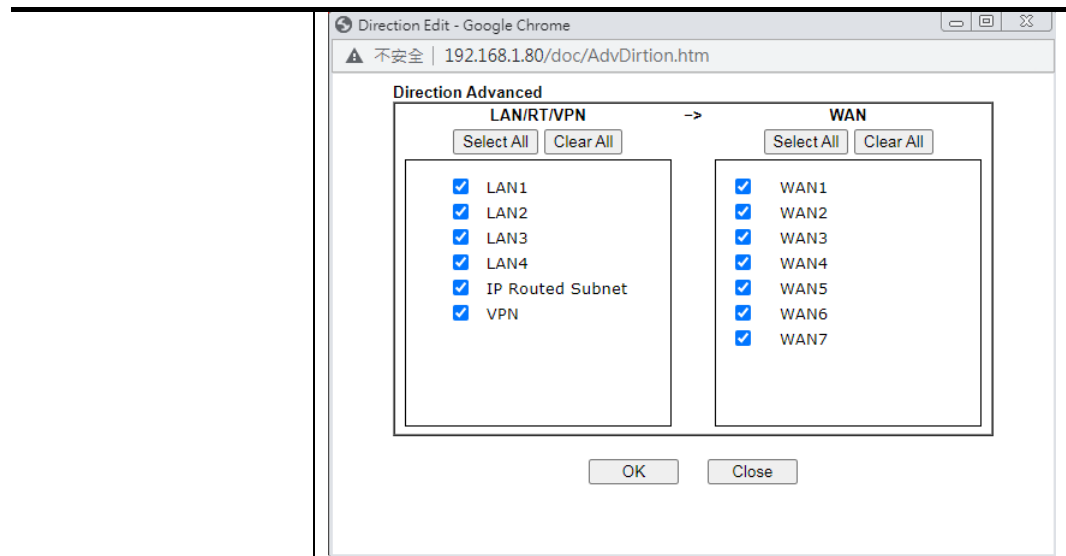 Direction Edit - Google Chrome
不安全 | 192.168.1.80/doc/AdvDirtion.htm
Direction Advanced
LAN/RT/VPN -> WAN
Select All Clear All Select All Clear All
LAN1 WAN1
LAN2 WAN2
LAN3 WAN3
LAN4 WAN4
IP Routed Subnet WAN5
VPN WAN6
WAN7
OK Close